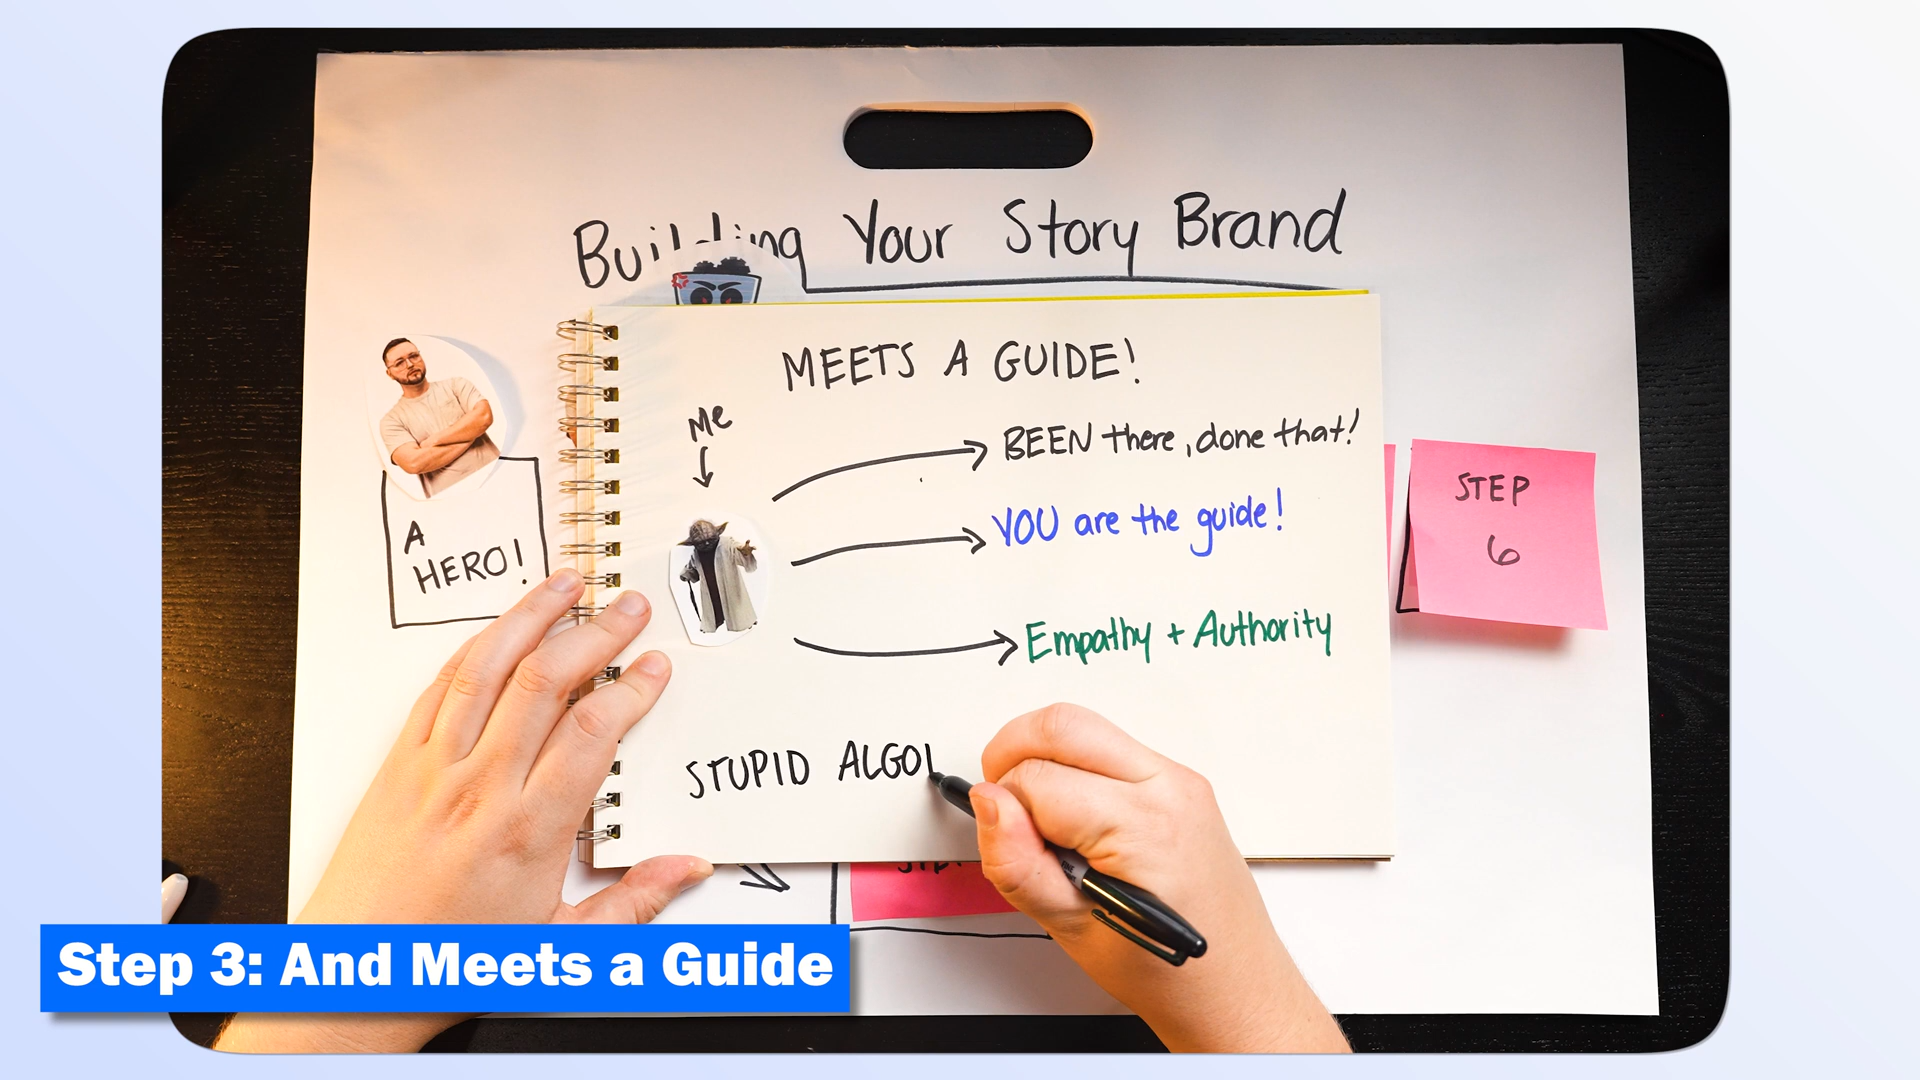 Building Your Story Brand
MEETS A GUIDE!
Me
BEEN there, done that!
YOU are the guide!
Empathy + Authority
A
HERO!
STEP
6
STUPID ALGOI
Step 3: And Meets a Guide